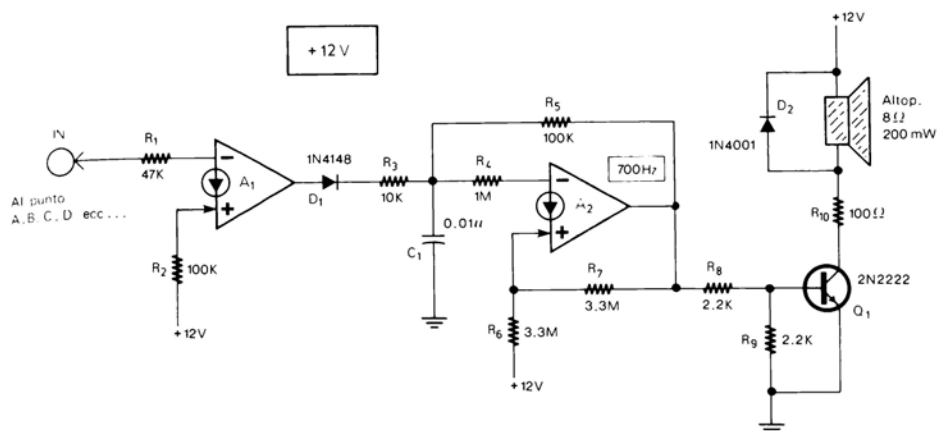 +12 V
+12V
IN
R1
47K
Al punto
A, B, C, D ecc...
R2
100K
+12V
−
A1
+
1N4148
D1
R3
10K
0.01u
C1
R4
1M
R5
100K
−
A2
+
700Hz
R7
3.3M
R6
3.3M
+12V
R8
2.2K
R9
2.2K
D2
1N4001
Altop.
8Ω
200 mW
R10
100Ω
2N2222
Q1